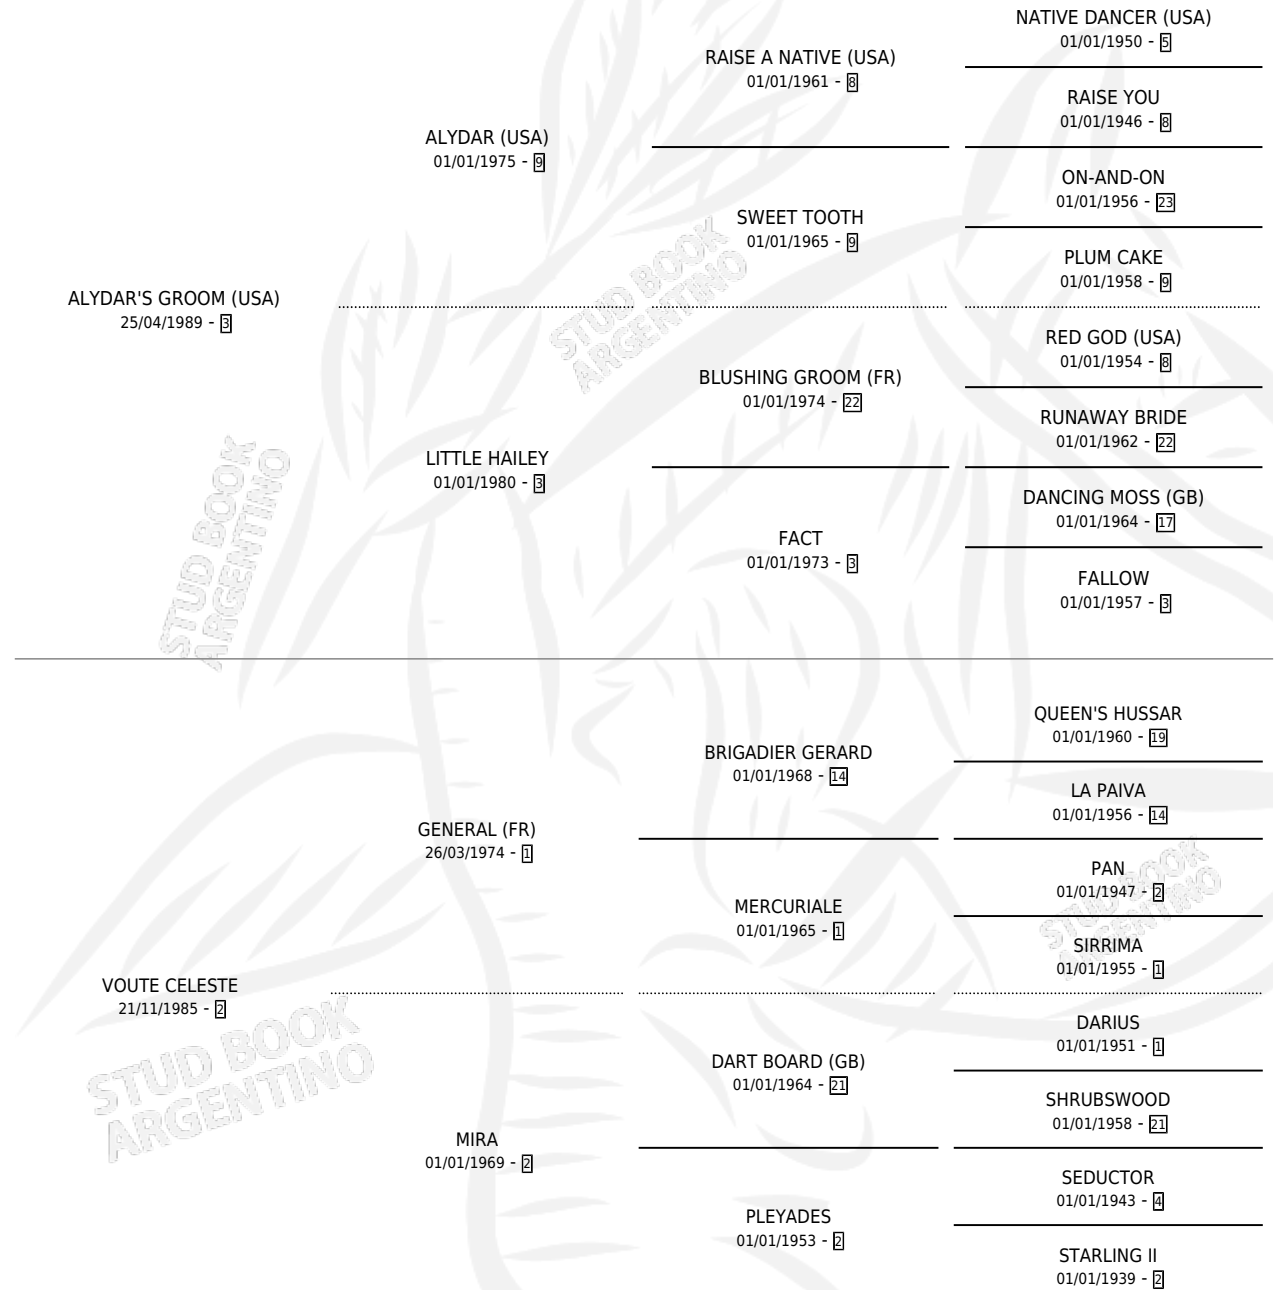 NATIVE DANCER (USA)
01/01/1950 - 5
RAISE A NATIVE (USA)
01/01/1961 - 8
RAISE YOU
01/01/1946 - 8
ALYDAR (USA)
01/01/1975 - 9
ON-AND-ON
01/01/1956 - 23
SWEET TOOTH
01/01/1965 - 9
PLUM CAKE
01/01/1958 - 9
ALYDAR'S GROOM (USA)
25/04/1989 - 3
STUD BOOK
ARGENTINO
RED GOD (USA)
01/01/1954 - 8
BLUSHING GROOM (FR)
01/01/1974 - 22
RUNAWAY BRIDE
01/01/1962 - 22
LITTLE HAILEY
01/01/1980 - 3
DANCING MOSS (GB)
01/01/1964 - 17
FACT
01/01/1973 - 3
FALLOW
01/01/1957 - 3
STUD BOOK
ARGENTINO
QUEEN'S HUSSAR
01/01/1960 - 19
BRIGADIER GERARD
01/01/1968 - 14
LA PAIVA
01/01/1956 - 14
GENERAL (FR)
26/03/1974 - 1
PAN
01/01/1947 - 2
MERCURIALE
01/01/1965 - 1
SIRRIMA
01/01/1955 - 1
STUD BOOK
ARGENTINO
VOUTE CELESTE
21/11/1985 - 2
DARIUS
01/01/1951 - 1
DART BOARD (GB)
01/01/1964 - 21
SHRUBSWOOD
01/01/1958 - 21
STUD BOOK
ARGENTINO
MIRA
01/01/1969 - 2
SEDUCTOR
01/01/1943 - 4
PLEYADES
01/01/1953 - 2
STARLING II
01/01/1939 - 2